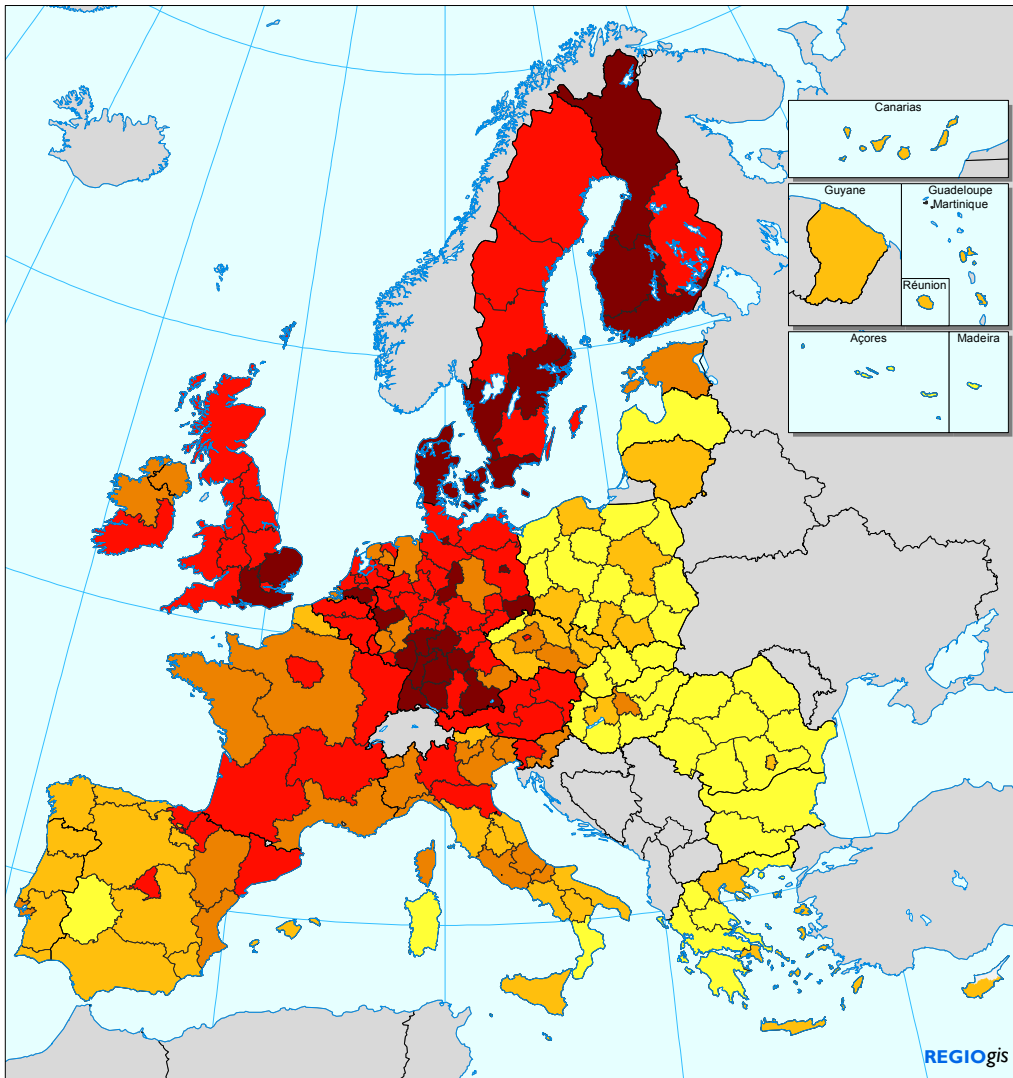 Canarias
Guyane
Guadeloupe
Martinique
Réunion
Açores
Madeira
REGIOgis